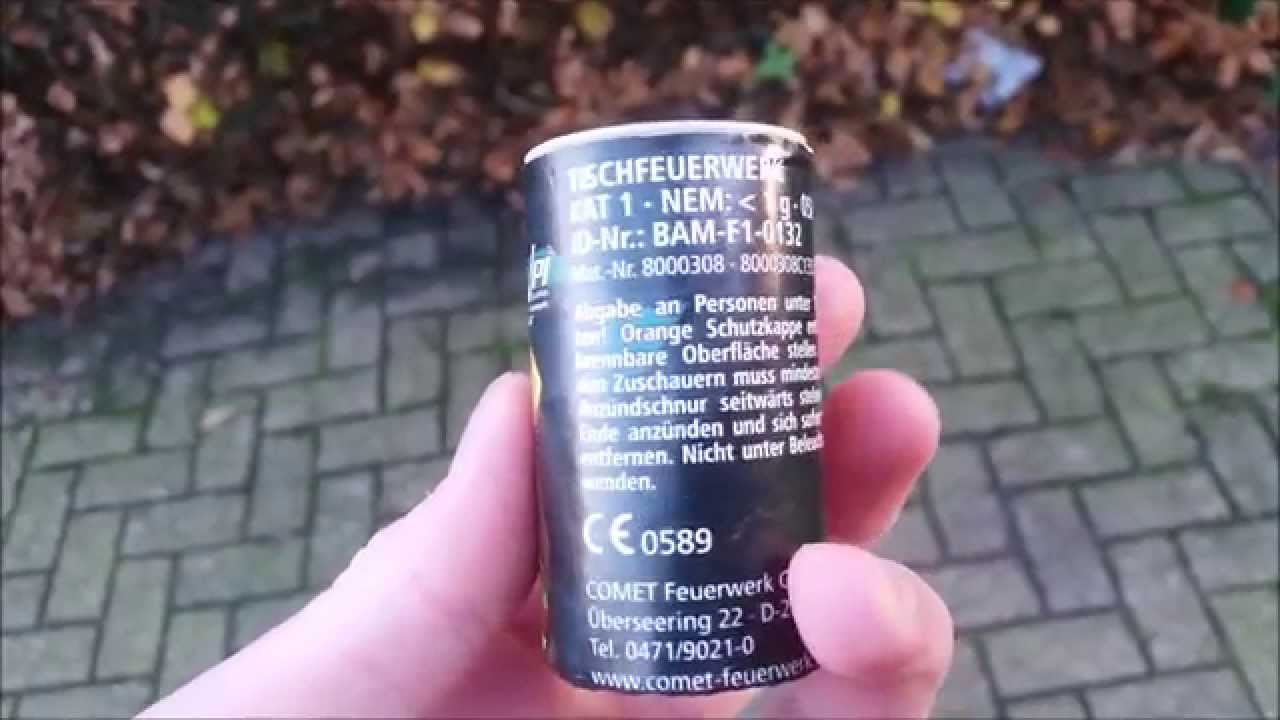 TISCHFEUERWERK
KAT 1 - NEM: < 1 g - 
ID-Nr.: BAM-F1-0132
Mat.-Nr. 8000308 -
Abgabe an Personen unter
Orange Schutzkappe
brennbare Oberfläche stellen.
den Zuschauern muss
Anzündschnur seitwärts
Ende anzünden und sich
entfernen. Nicht unter
wenden.
CE 0589
COMET Feuerwerk
Überseering 22 - D-2
Tel. 0471/9021-0
www.comet-feuerwerk